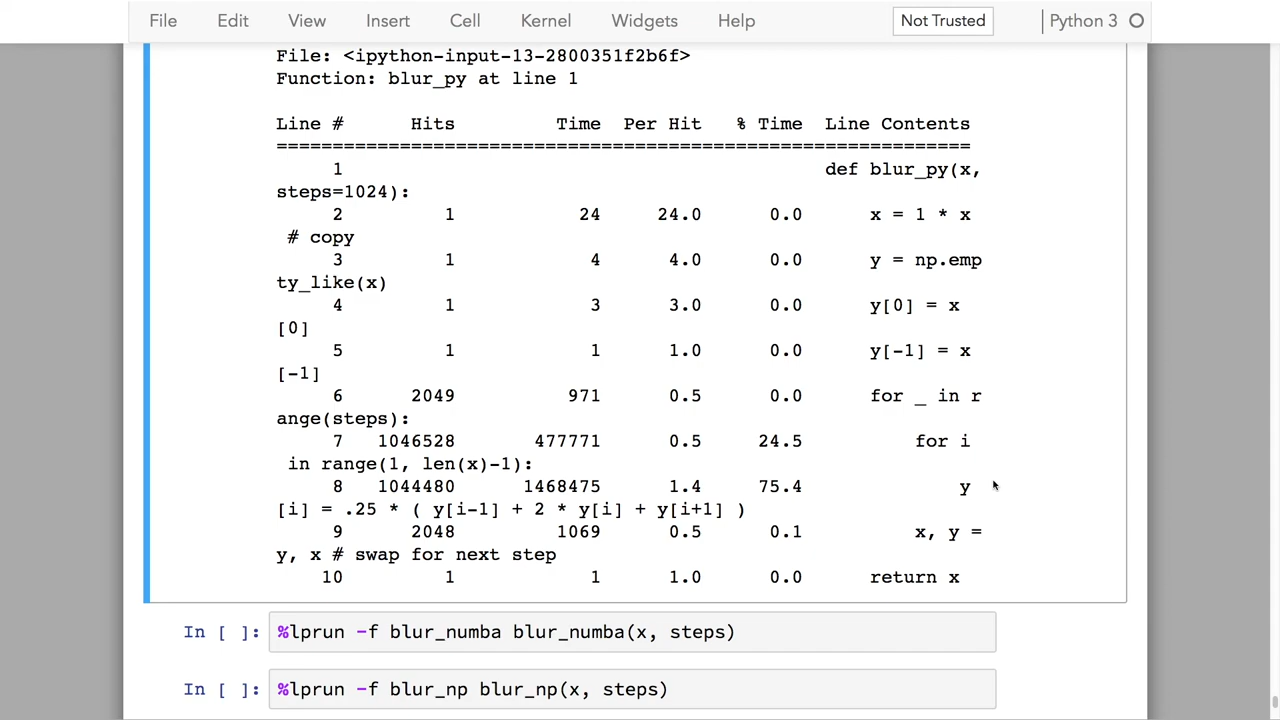 File Edit View Insert Cell Kernel Widgets Help Not Trusted Python 3
File: <ipython-input-13-2800351f2b6f>
Function: blur_py at line 1
Line # Hits Time Per Hit % Time Line Contents
==============================================================
1 def blur_py(x,
steps=1024):
2 1 24 24.0 0.0 x = 1 * x
# copy
3 1 4 4.0 0.0 y = np.emp
ty_like(x)
4 1 3 3.0 0.0 y[0] = x
[0]
5 1 1 1.0 0.0 y[-1] = x
[-1]
6 2049 971 0.5 0.0 for _ in r
ange(steps):
7 1046528 477771 0.5 24.5 for i
in range(1, len(x)-1):
8 1044480 1468475 1.4 75.4 y
[i] = .25 * ( y[i-1] + 2 * y[i] + y[i+1] )
9 2048 1069 0.5 0.1 x, y =
y, x # swap for next step
10 1 1 1.0 0.0 return x
In [ ]: %lprun -f blur_numba blur_numba(x, steps)
In [ ]: %lprun -f blur_np blur_np(x, steps)